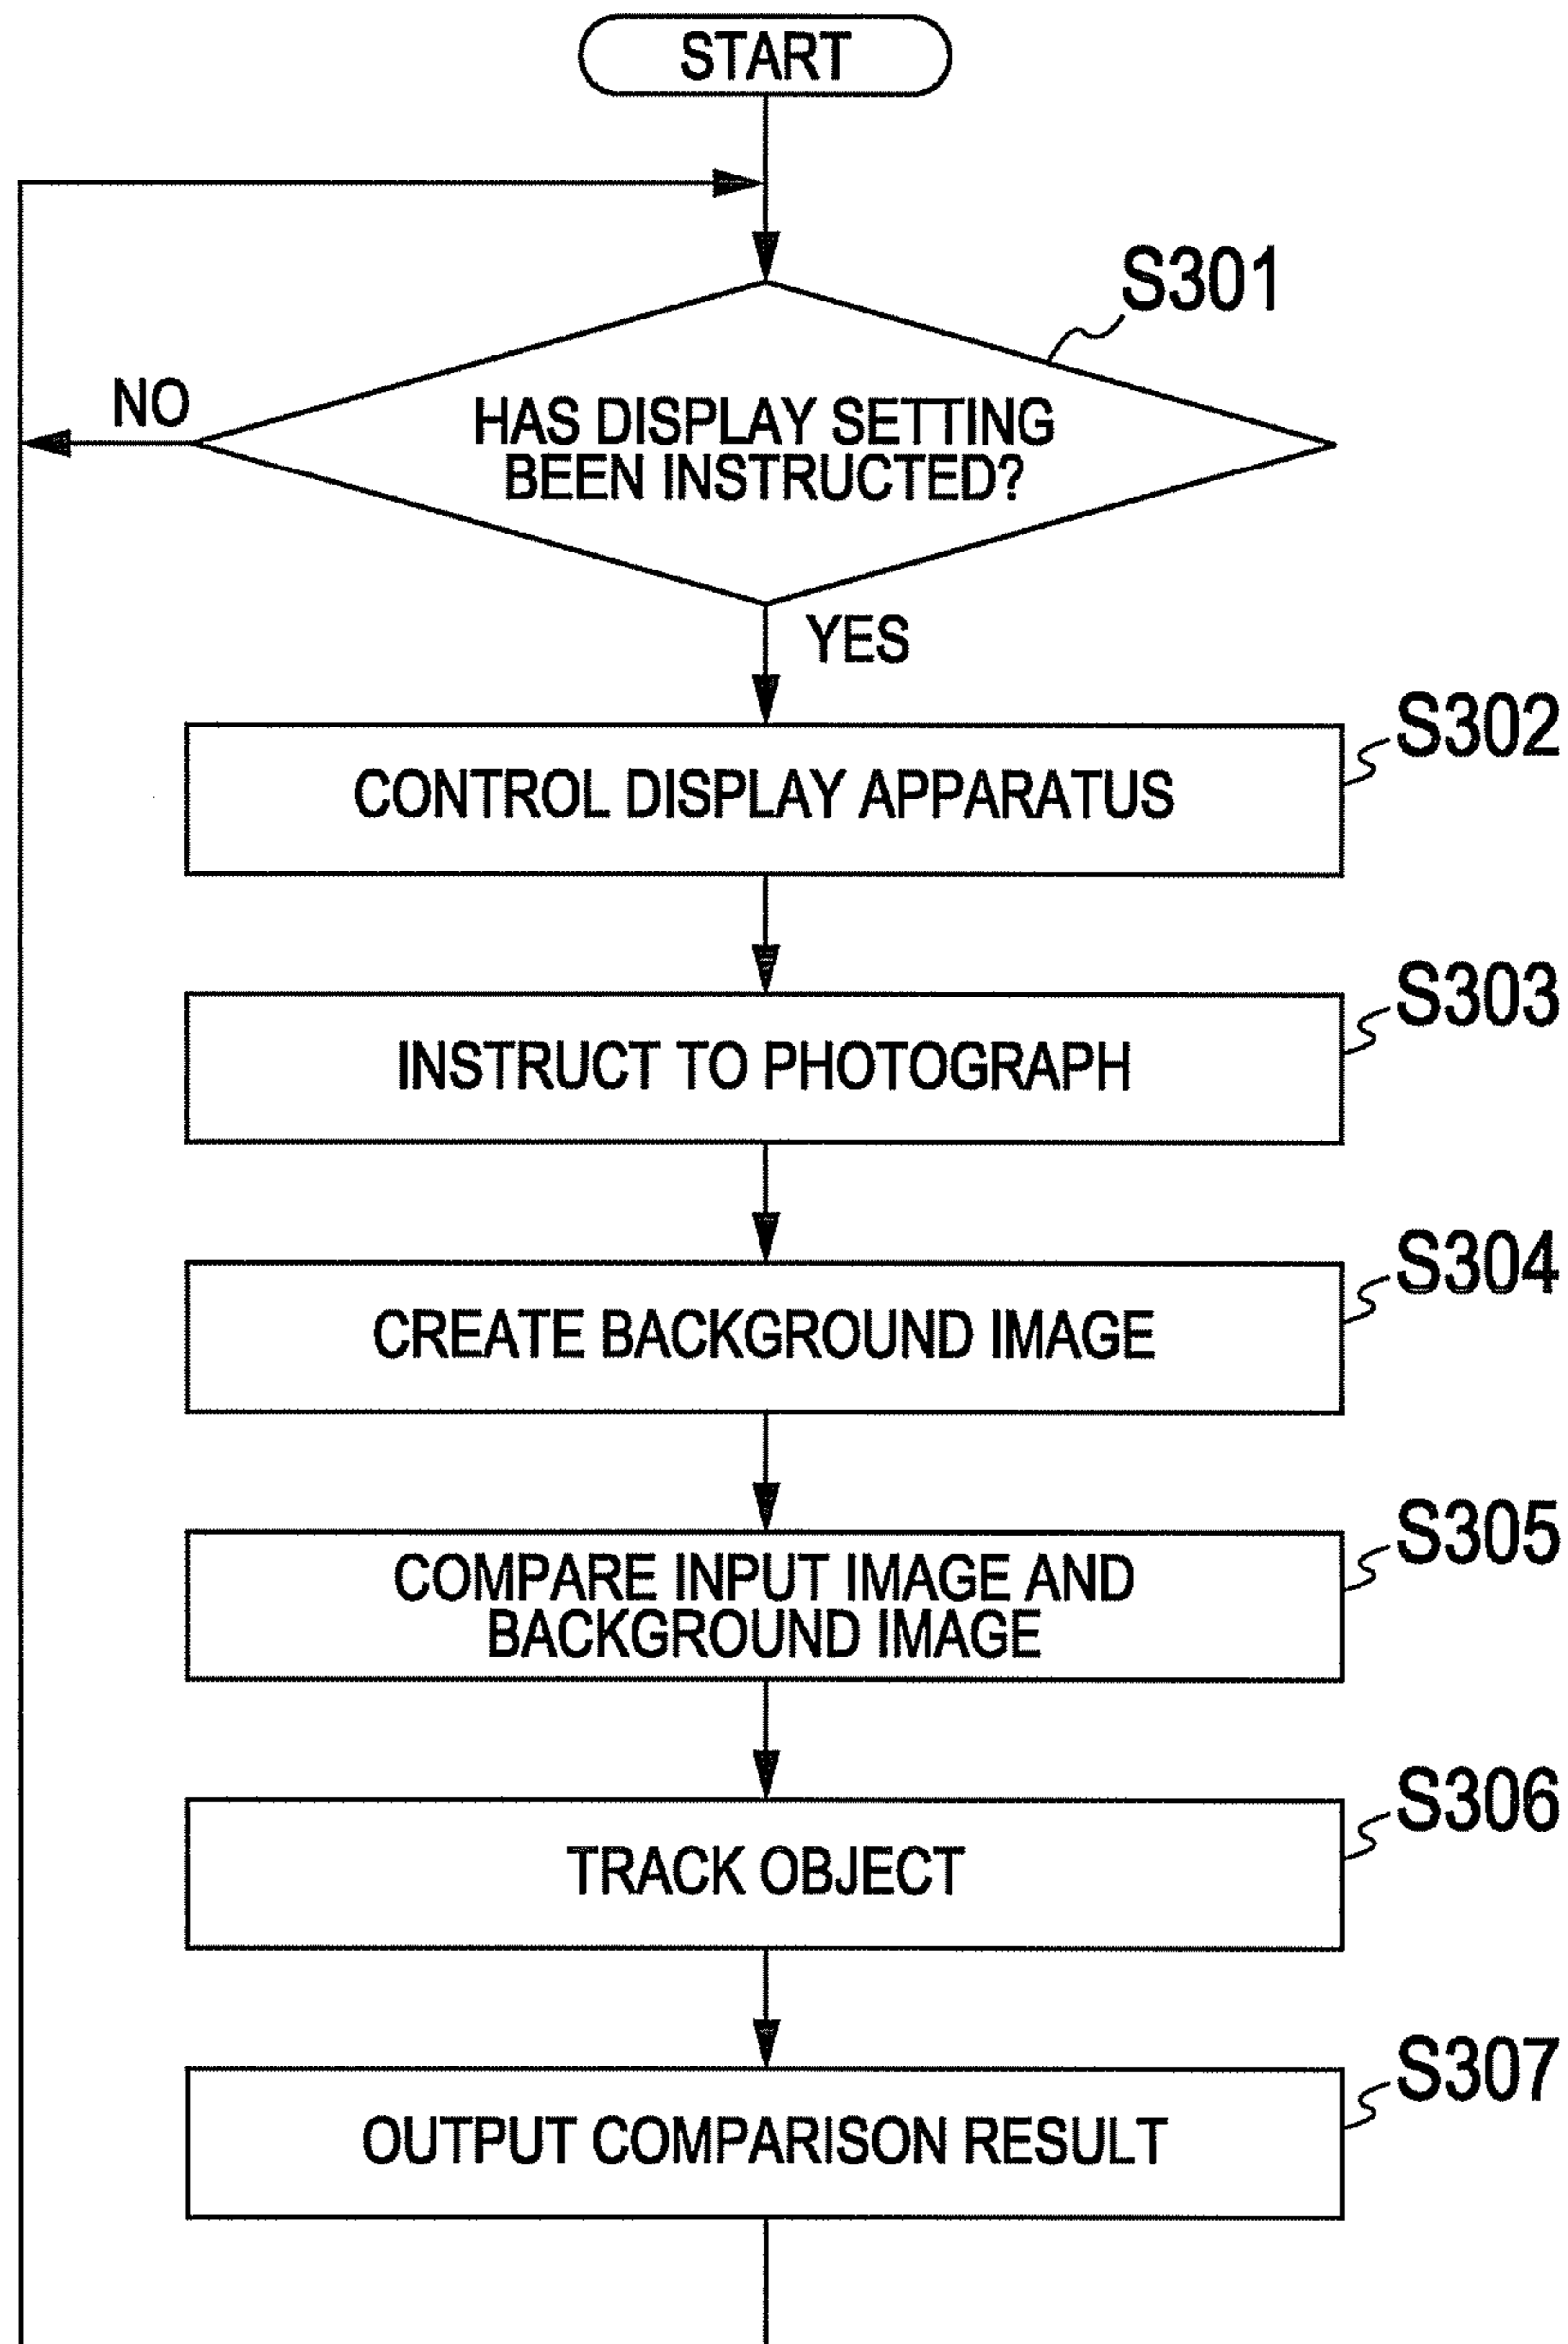 START
S301
NO
HAS DISPLAY SETTING
BEEN INSTRUCTED?
YES
S302
CONTROL DISPLAY APPARATUS
S303
INSTRUCT TO PHOTOGRAPH
S304
CREATE BACKGROUND IMAGE
S305
COMPARE INPUT IMAGE AND
BACKGROUND IMAGE
S306
TRACK OBJECT
S307
OUTPUT COMPARISON RESULT